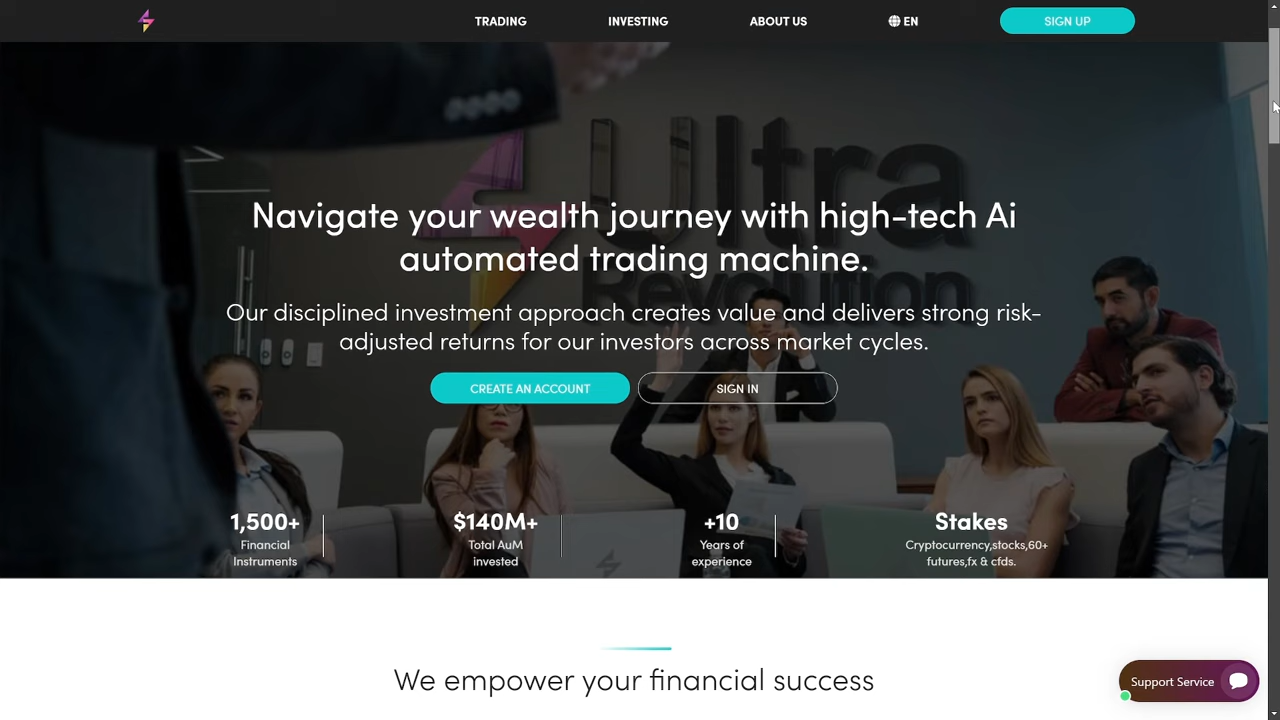 TRADING INVESTING ABOUT US EN SIGN UP
Ultra
Revolution
Navigate your wealth journey with high-tech Ai
automated trading machine.
Our disciplined investment approach creates value and delivers strong risk-
adjusted returns for our investors across market cycles.
CREATE AN ACCOUNT SIGN IN
1,500+
Financial
Instruments
$140M+
Total AuM
invested
+10
Years of
experience
Stakes
Cryptocurrency,stocks,60+
futures,fx & cfds.
We empower your financial success
Support Service